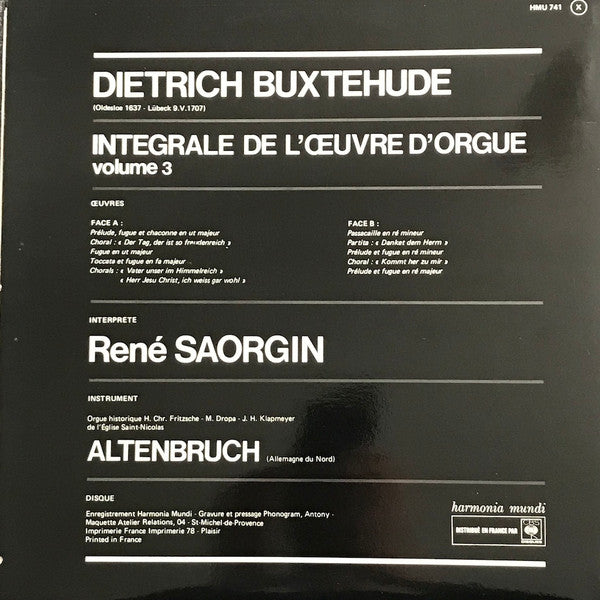 HMU 741 X
DIETRICH BUXTEHUDE
(Oldesloe 1637 - Lübeck 9.V.1707)
INTEGRALE DE L'ŒUVRE D'ORGUE
volume 3
ŒUVRES
FACE A :
Prélude, fugue et chaconne en ut majeur
Choral : « Der Tag, der ist so freudenreich »
Fugue en ut majeur
Toccata et fugue en fa majeur
Chorals : « Vater unser im Himmelreich »
« Herr Jesu Christ, ich weiss gar wohl »
FACE B :
Passacaille en ré mineur
Partita : « Danket dem Herrn »
Prélude et fugue en ré mineur
Choral : « Kommt her zu mir »
Prélude et fugue en ré majeur
INTERPRETE
René SAORGIN
INSTRUMENT
Orgue historique H. Chr. Fritzsche - M. Dropa - J. H. Klapmeyer
de l'Église Saint-Nicolas
ALTENBRUCH (Allemagne du Nord)
DISQUE
Enregistrement Harmonia Mundi - Gravure et pressage Phonogram, Antony -
Maquette Atelier Relations, 04 - St-Michel-de-Provence
Imprimerie France Imprimerie 78 - Plaisir
Printed in France
harmonia mundi
DISTRIBUÉ EN FRANCE PAR
CBS
DISQUES